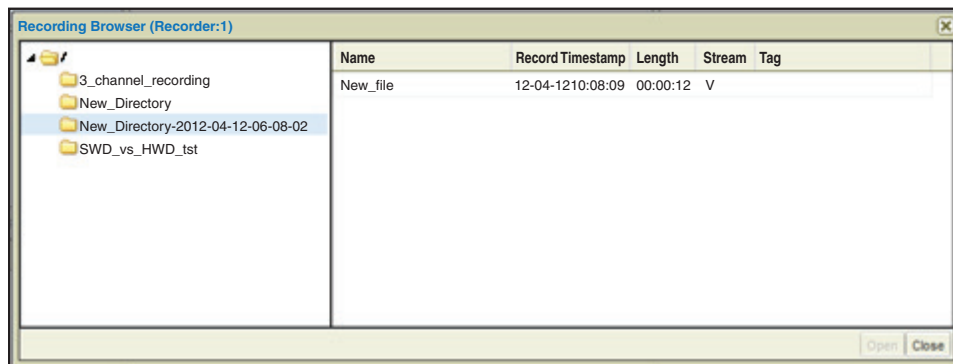 Recording Browser (Recorder:1)
/
3_channel_recording
New_Directory
New_Directory-2012-04-12-06-08-02
SWD_vs_HWD_tst
Name Record Timestamp Length Stream Tag
New_file 12-04-1210:08:09 00:00:12 V
Open Close